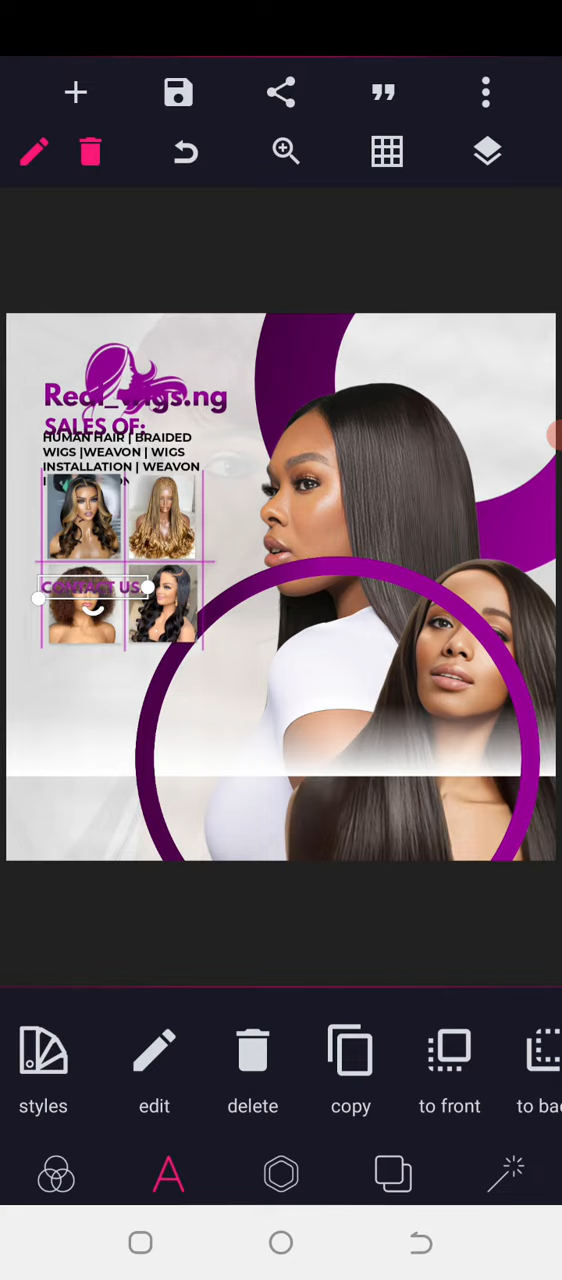 Real_wigs.ng
SALES OF:
HUMAN HAIR | BRAIDED
WIGS |WEAVON | WIGS
INSTALLATION | WEAVON
CONTACT US
styles
edit
delete
copy
to front
to ba